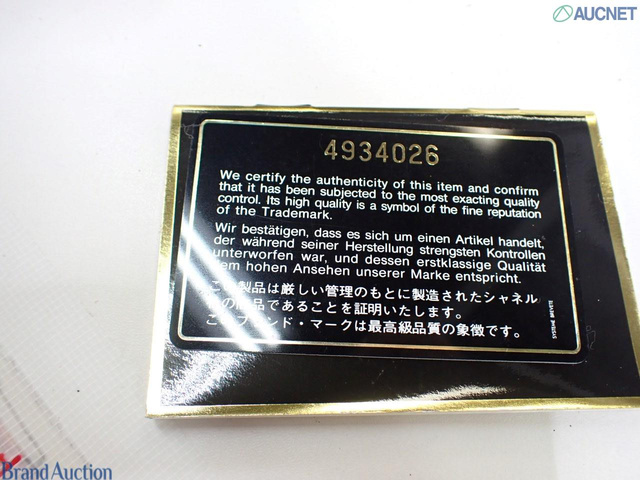 AUCNET
4934026
We certify the authenticity of this item and confirm
that it has been subjected to the most exacting quality
control. Its high quality is a symbol of the fine reputation
of the Trademark.
Wir bestätigen, dass es sich um einen Artikel handelt,
der während seiner Herstellung strengsten Kontrollen
unterworfen war, und dessen erstklassige Qualität
dem hohen Ansehen unserer Marke entspricht.
この製品は厳しい管理のもとに製造されたシャネル
の商品であることを証明いたします。
このブランド・マークは最高級品質の象徴です。
SYSTEME BREVETE
Brand Auction